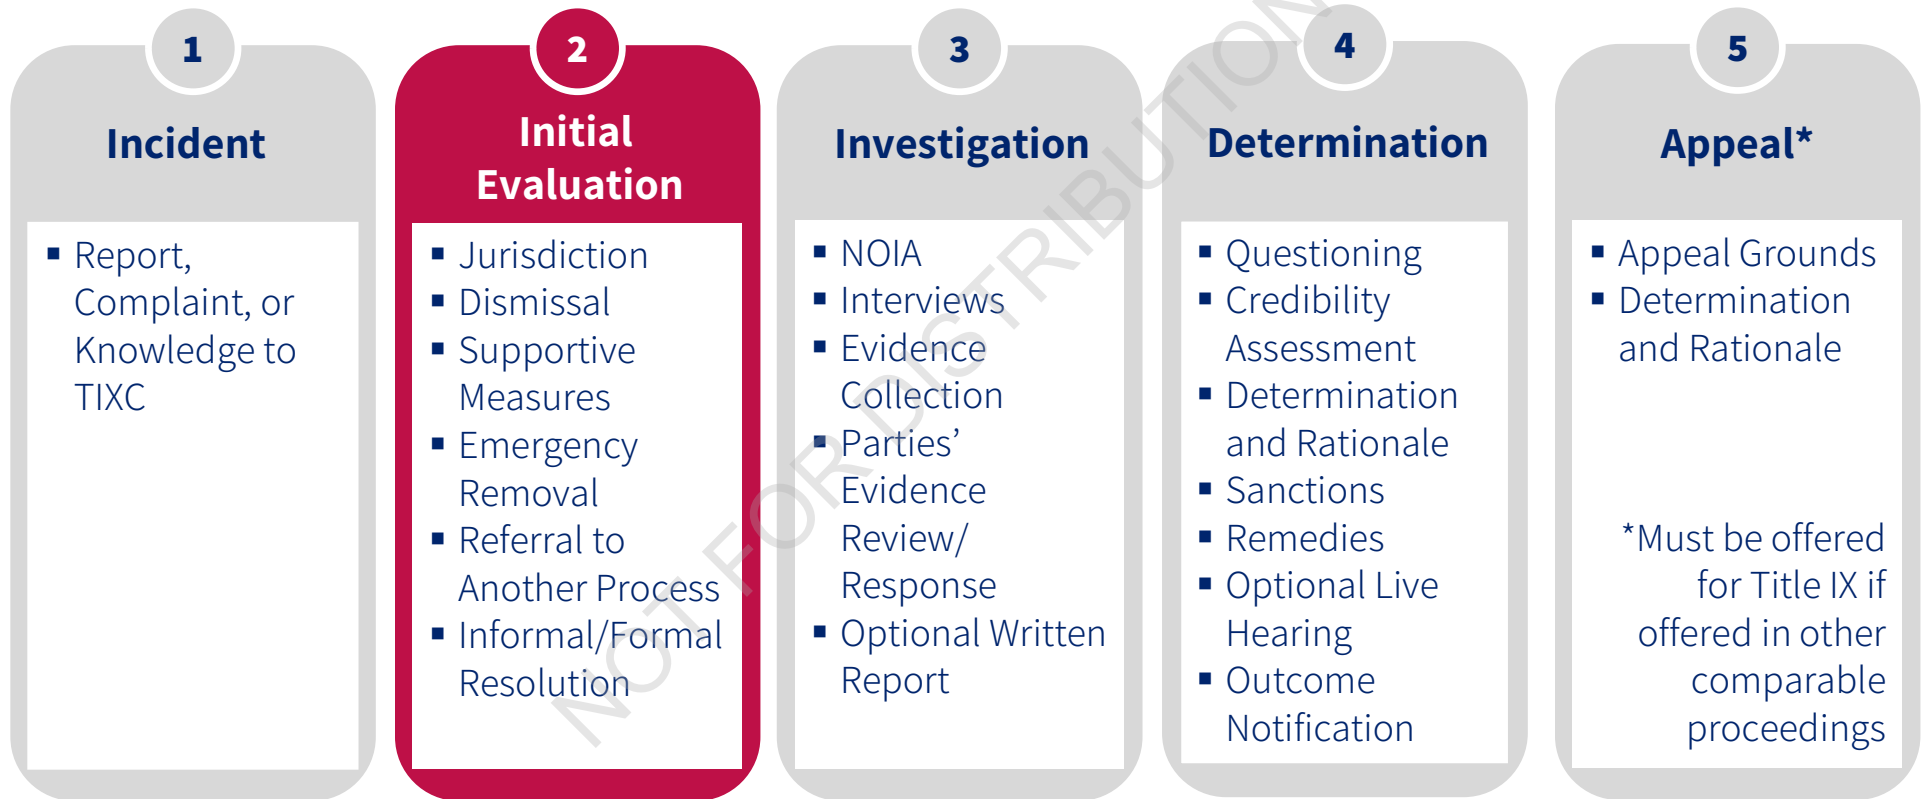 1
Incident
▪ Report,
Complaint, or
Knowledge to
TIXC
2
Initial
Evaluation
▪ Jurisdiction
▪ Dismissal
▪ Supportive
Measures
▪ Emergency
Removal
▪ Referral to
Another Process
▪ Informal/Formal
Resolution
3
Investigation
▪ NOIA
▪ Interviews
▪ Evidence
Collection
▪ Parties’
Evidence
Review/
Response
▪ Optional Written
Report
4
Determination
▪ Questioning
▪ Credibility
Assessment
▪ Determination
and Rationale
▪ Sanctions
▪ Remedies
▪ Optional Live
Hearing
▪ Outcome
Notification
5
Appeal*
▪ Appeal Grounds
▪ Determination
and Rationale
*Must be offered
for Title IX if
offered in other
comparable
proceedings
NOT FOR DISTRIBUTION